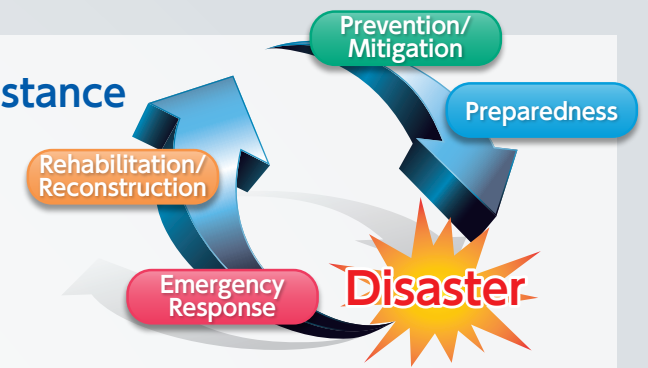 Prevention/
Mitigation
stance
Preparedness
Rehabilitation/
Reconstruction
Emergency
Response
Disaster